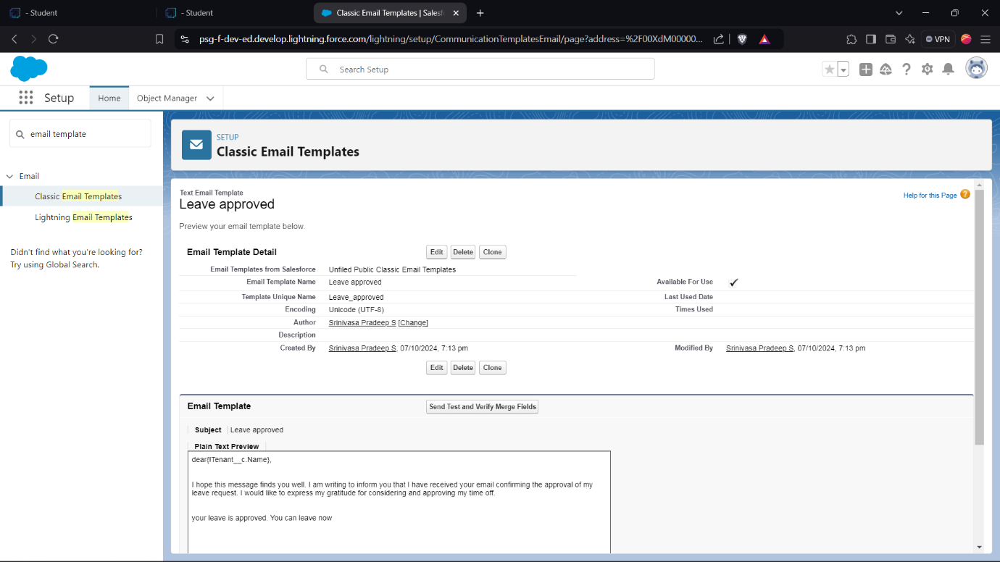 - Student
- Student
Classic Email Templates | Salesf
psg-f-dev-ed.develop.lightning.force.com/lightning/setup/CommunicationTemplatesEmail/page?address=%2F00XdM00000...
VPN
Search Setup
Setup
Home
Object Manager
email template
Email
Classic Email Templates
Lightning Email Templates
Didn't find what you're looking for?
Try using Global Search.
SETUP
Classic Email Templates
Text Email Template
Leave approved
Help for this Page
Preview your email template below.
Email Template Detail
Edit Delete Clone
Email Templates from Salesforce Unfiled Public Classic Email Templates
Email Template Name Leave approved Available For Use
Template Unique Name Leave_approved Last Used Date
Encoding Unicode (UTF-8) Times Used
Author Srinivasa Pradeep S [Change]
Description
Created By Srinivasa Pradeep S, 07/10/2024, 7:13 pm Modified By Srinivasa Pradeep S, 07/10/2024, 7:13 pm
Edit Delete Clone
Email Template Send Test and Verify Merge Fields
Subject Leave approved
Plain Text Preview
dear{!Tenant__c.Name},
I hope this message finds you well. I am writing to inform you that I have received your email confirming the approval of my
leave request. I would like to express my gratitude for considering and approving my time off.
your leave is approved. You can leave now